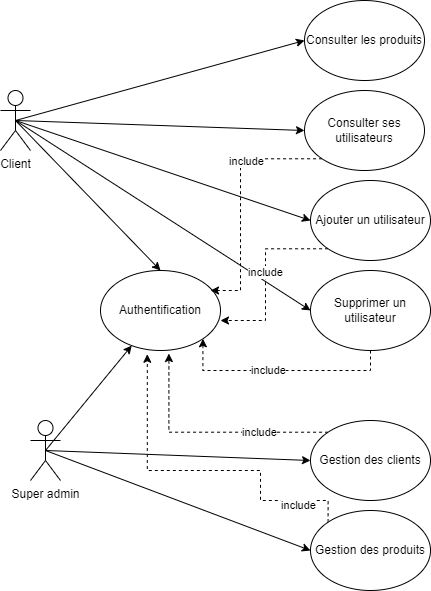 Consulter les produits
Consulter ses
utilisateurs
include
Client
Ajouter un utilisateur
include
Authentification
Supprimer un
utilisateur
include
include
Gestion des clients
Super admin
include
Gestion des produits